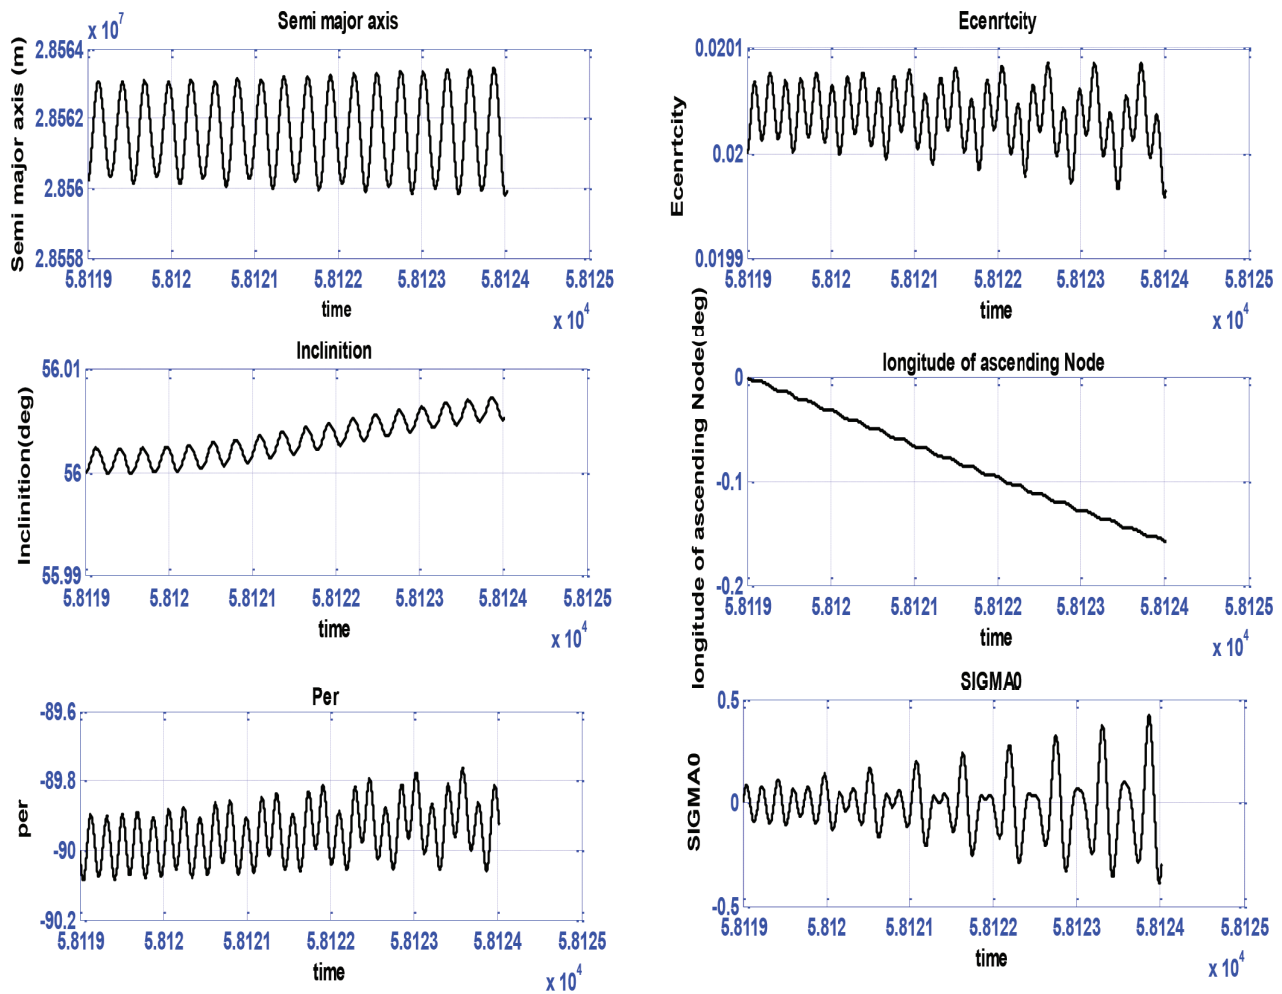 Semi major axis
x 10^7
Semi major axis (m)
2.8564
2.8562
2.856
2.8558
5.8119 5.812 5.8121 5.8122 5.8123 5.8124 5.8125
time
x 10^4
Ecenrtcity
Ecenrtcity
0.0201
0.02
0.0199
5.8119 5.812 5.8121 5.8122 5.8123 5.8124 5.8125
time
x 10^4
Inclinition
Inclinition(deg)
56.01
56
55.99
5.8119 5.812 5.8121 5.8122 5.8123 5.8124 5.8125
time
x 10^4
longitude of ascending Node
longitude of ascending Node(deg)
0
-0.1
-0.2
5.8119 5.812 5.8121 5.8122 5.8123 5.8124 5.8125
time
x 10^4
Per
per
-89.6
-89.8
-90
-90.2
5.8119 5.812 5.8121 5.8122 5.8123 5.8124 5.8125
time
x 10^4
SIGMA0
SIGMA0
0.5
0
-0.5
5.8119 5.812 5.8121 5.8122 5.8123 5.8124 5.8125
time
x 10^4